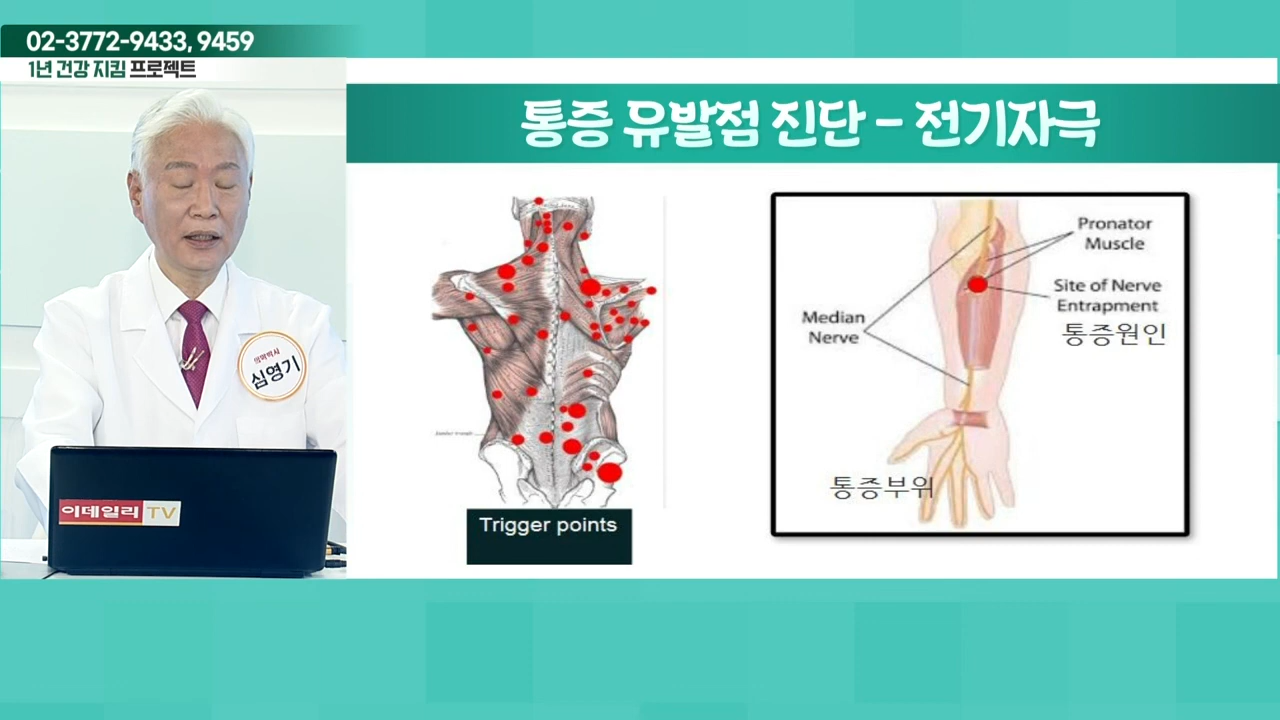 02-3772-9433, 9459
1년 건강 지킴 프로젝트
통증 유발점 진단 - 전기자극
의학박사
심영기
이데일리 TV
Trigger points
Pronator
Muscle
Site of Nerve
Entrapment
통증원인
Median
Nerve
통증부위